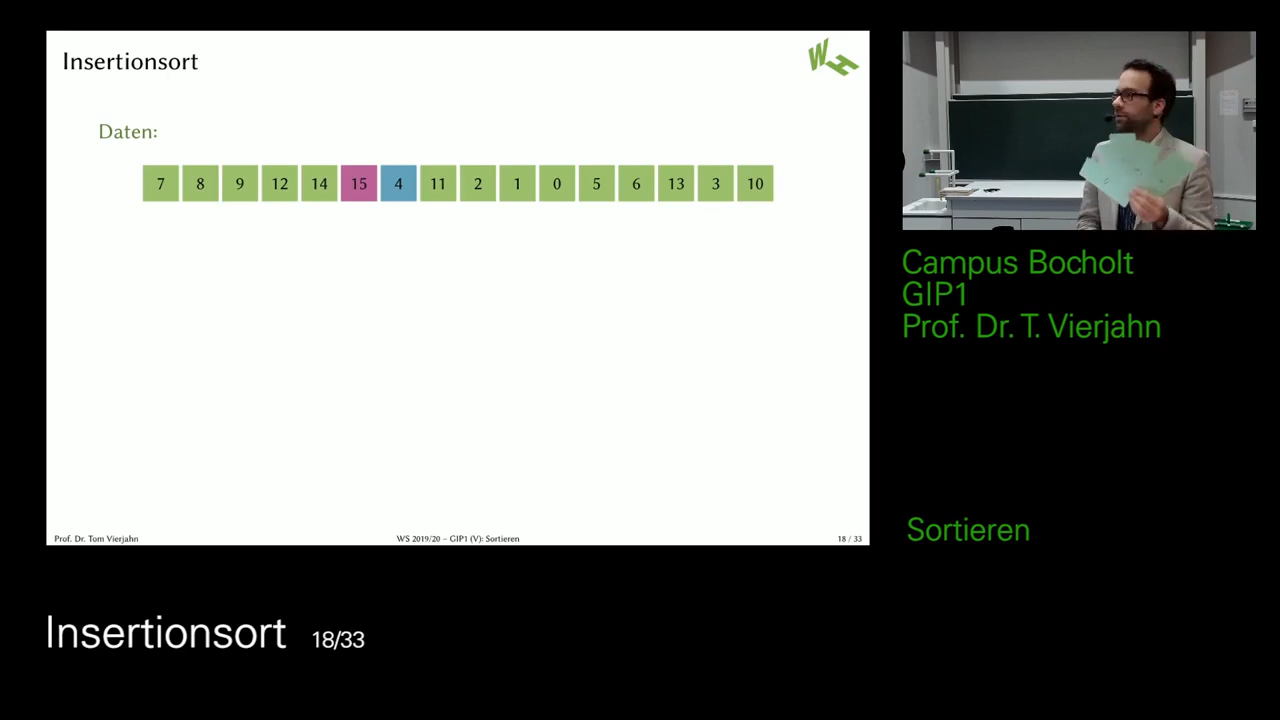 Insertionsort
WH
Daten:
7 8 9 12 14 15 4 11 2 1 0 5 6 13 3 10
Prof. Dr. Tom Vierjahn WS 2019/20 – GIP1 (V): Sortieren 18 / 33
Campus Bocholt
GIP1
Prof. Dr. T. Vierjahn
Sortieren
Insertionsort 18/33